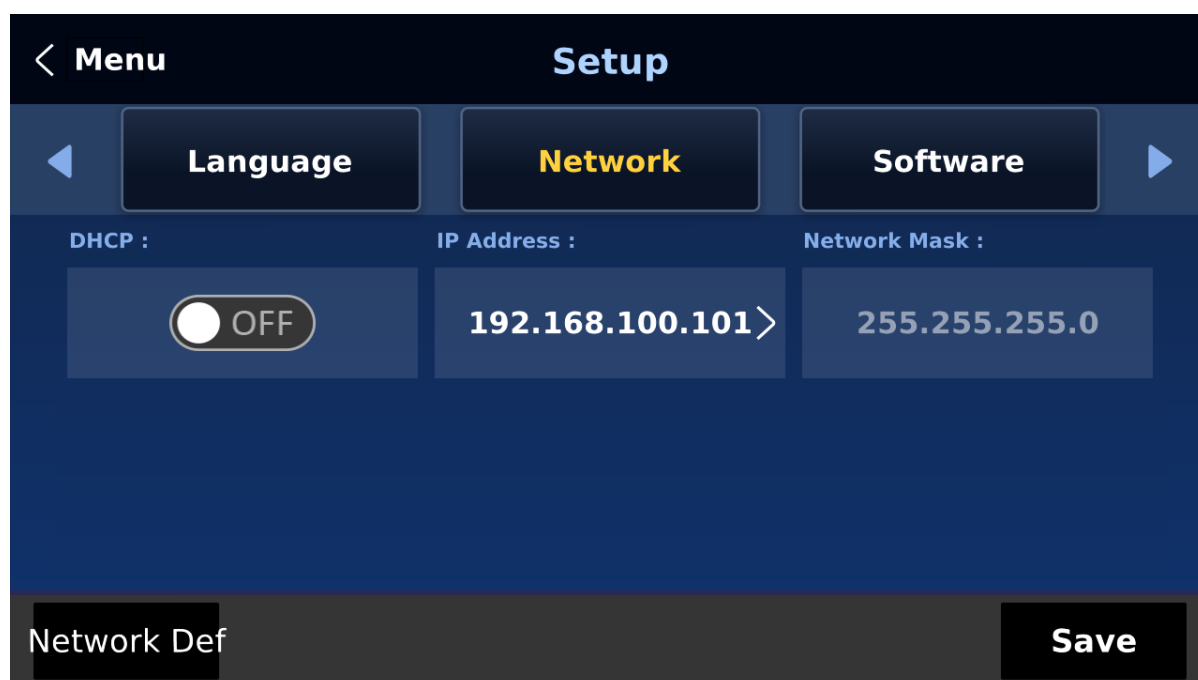 Menu
Setup
Language
Network
Software
DHCP :
IP Address :
Network Mask :
OFF
192.168.100.101
255.255.255.0
Network Def
Save